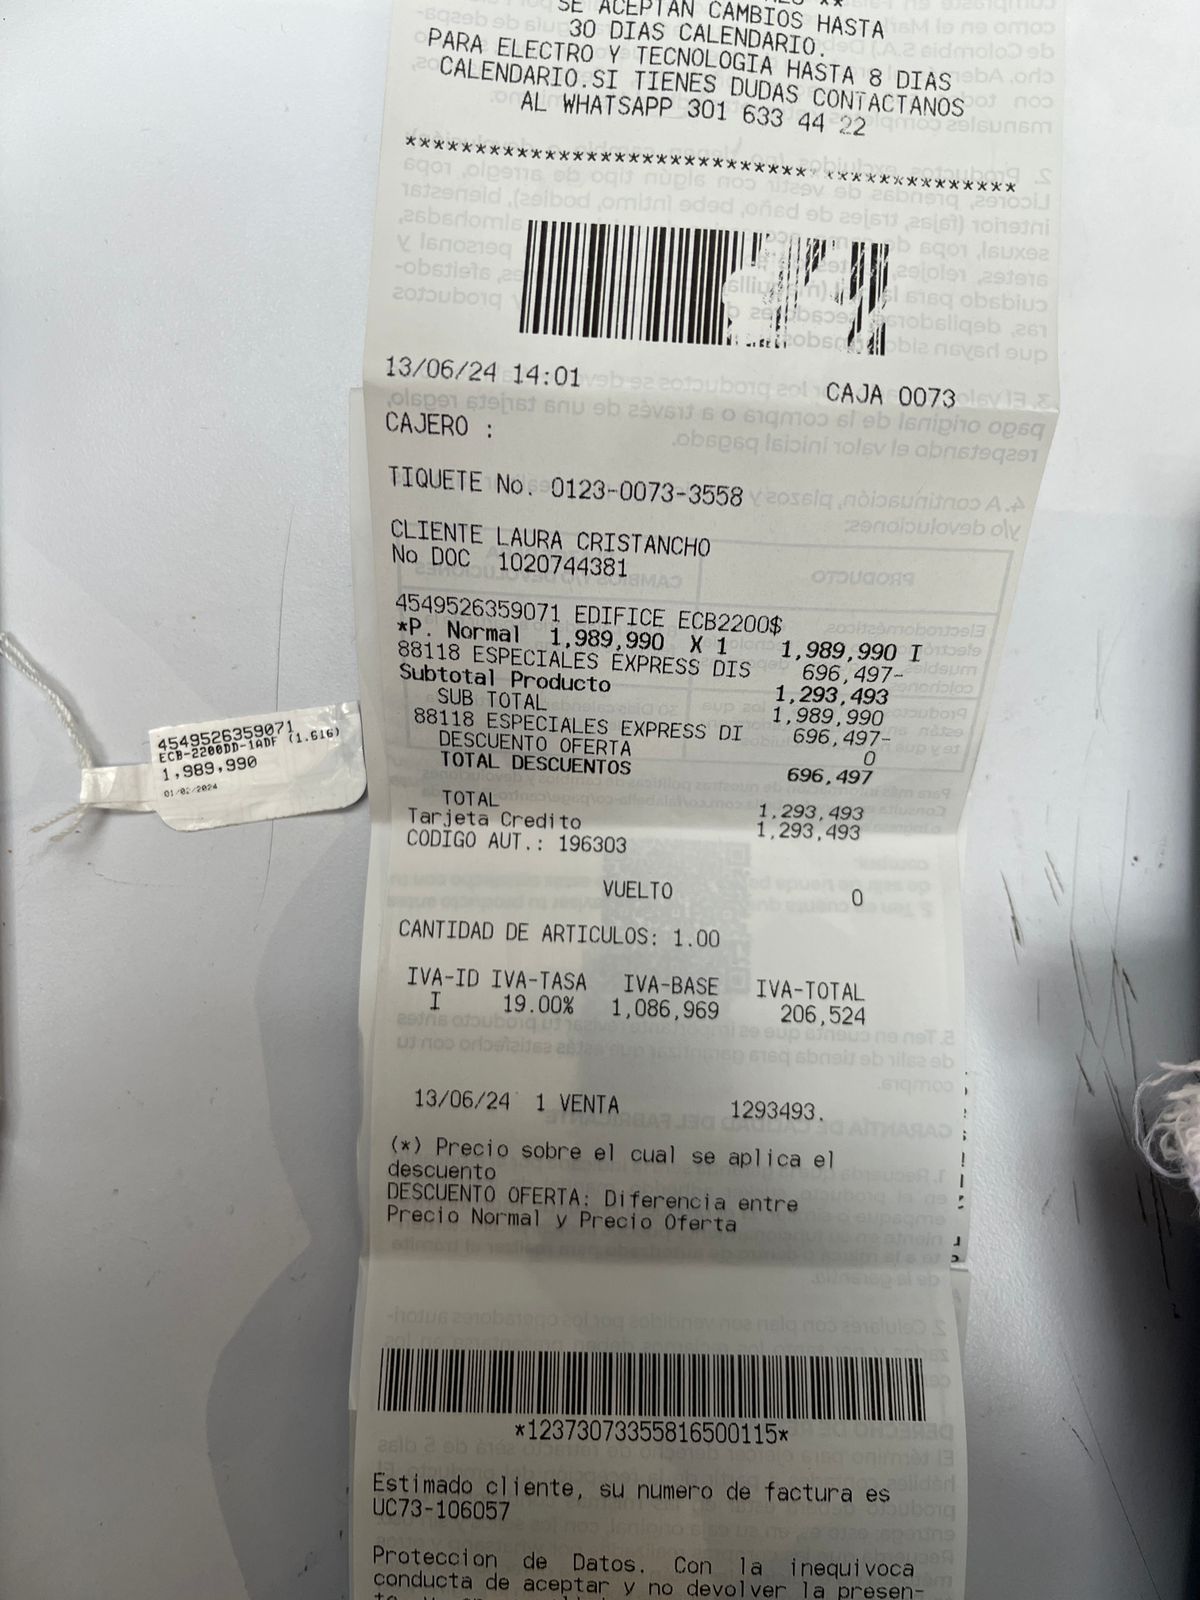 SE ACEPTAN CAMBIOS HASTA
30 DIAS CALENDARIO.
PARA ELECTRO Y TECNOLOGIA HASTA 8 DIAS
CALENDARIO.SI TIENES DUDAS CONTACTANOS
AL WHATSAPP 301 633 44 22
13/06/24 14:01 CAJA 0073
CAJERO :
TIQUETE No. 0123-0073-3558
CLIENTE LAURA CRISTANCHO
No DOC 1020744381
4549526359071 EDIFICE ECB2200$
*P. Normal 1,989,990 X 1 1,989,990 I
88118 ESPECIALES EXPRESS DIS 696,497-
Subtotal Producto 1,293,493
SUB TOTAL 1,989,990
88118 ESPECIALES EXPRESS DI 696,497-
DESCUENTO OFERTA 0
TOTAL DESCUENTOS 696,497
TOTAL 1,293,493
Tarjeta Credito 1,293,493
CODIGO AUT.: 196303
VUELTO 0
CANTIDAD DE ARTICULOS: 1.00
IVA-ID IVA-TASA IVA-BASE IVA-TOTAL
I 19.00% 1,086,969 206,524
13/06/24 1 VENTA 1293493.
(*) Precio sobre el cual se aplica el
descuento
DESCUENTO OFERTA: Diferencia entre
Precio Normal y Precio Oferta
*12373073355816500115*
Estimado cliente, su numero de factura es
UC73-106057
Proteccion de Datos. Con la inequivoca
conducta de aceptar y no devolver la presen-
4549526359071
ECB-2200DD-1ADF (1.616)
1,989,990
01/02/2024